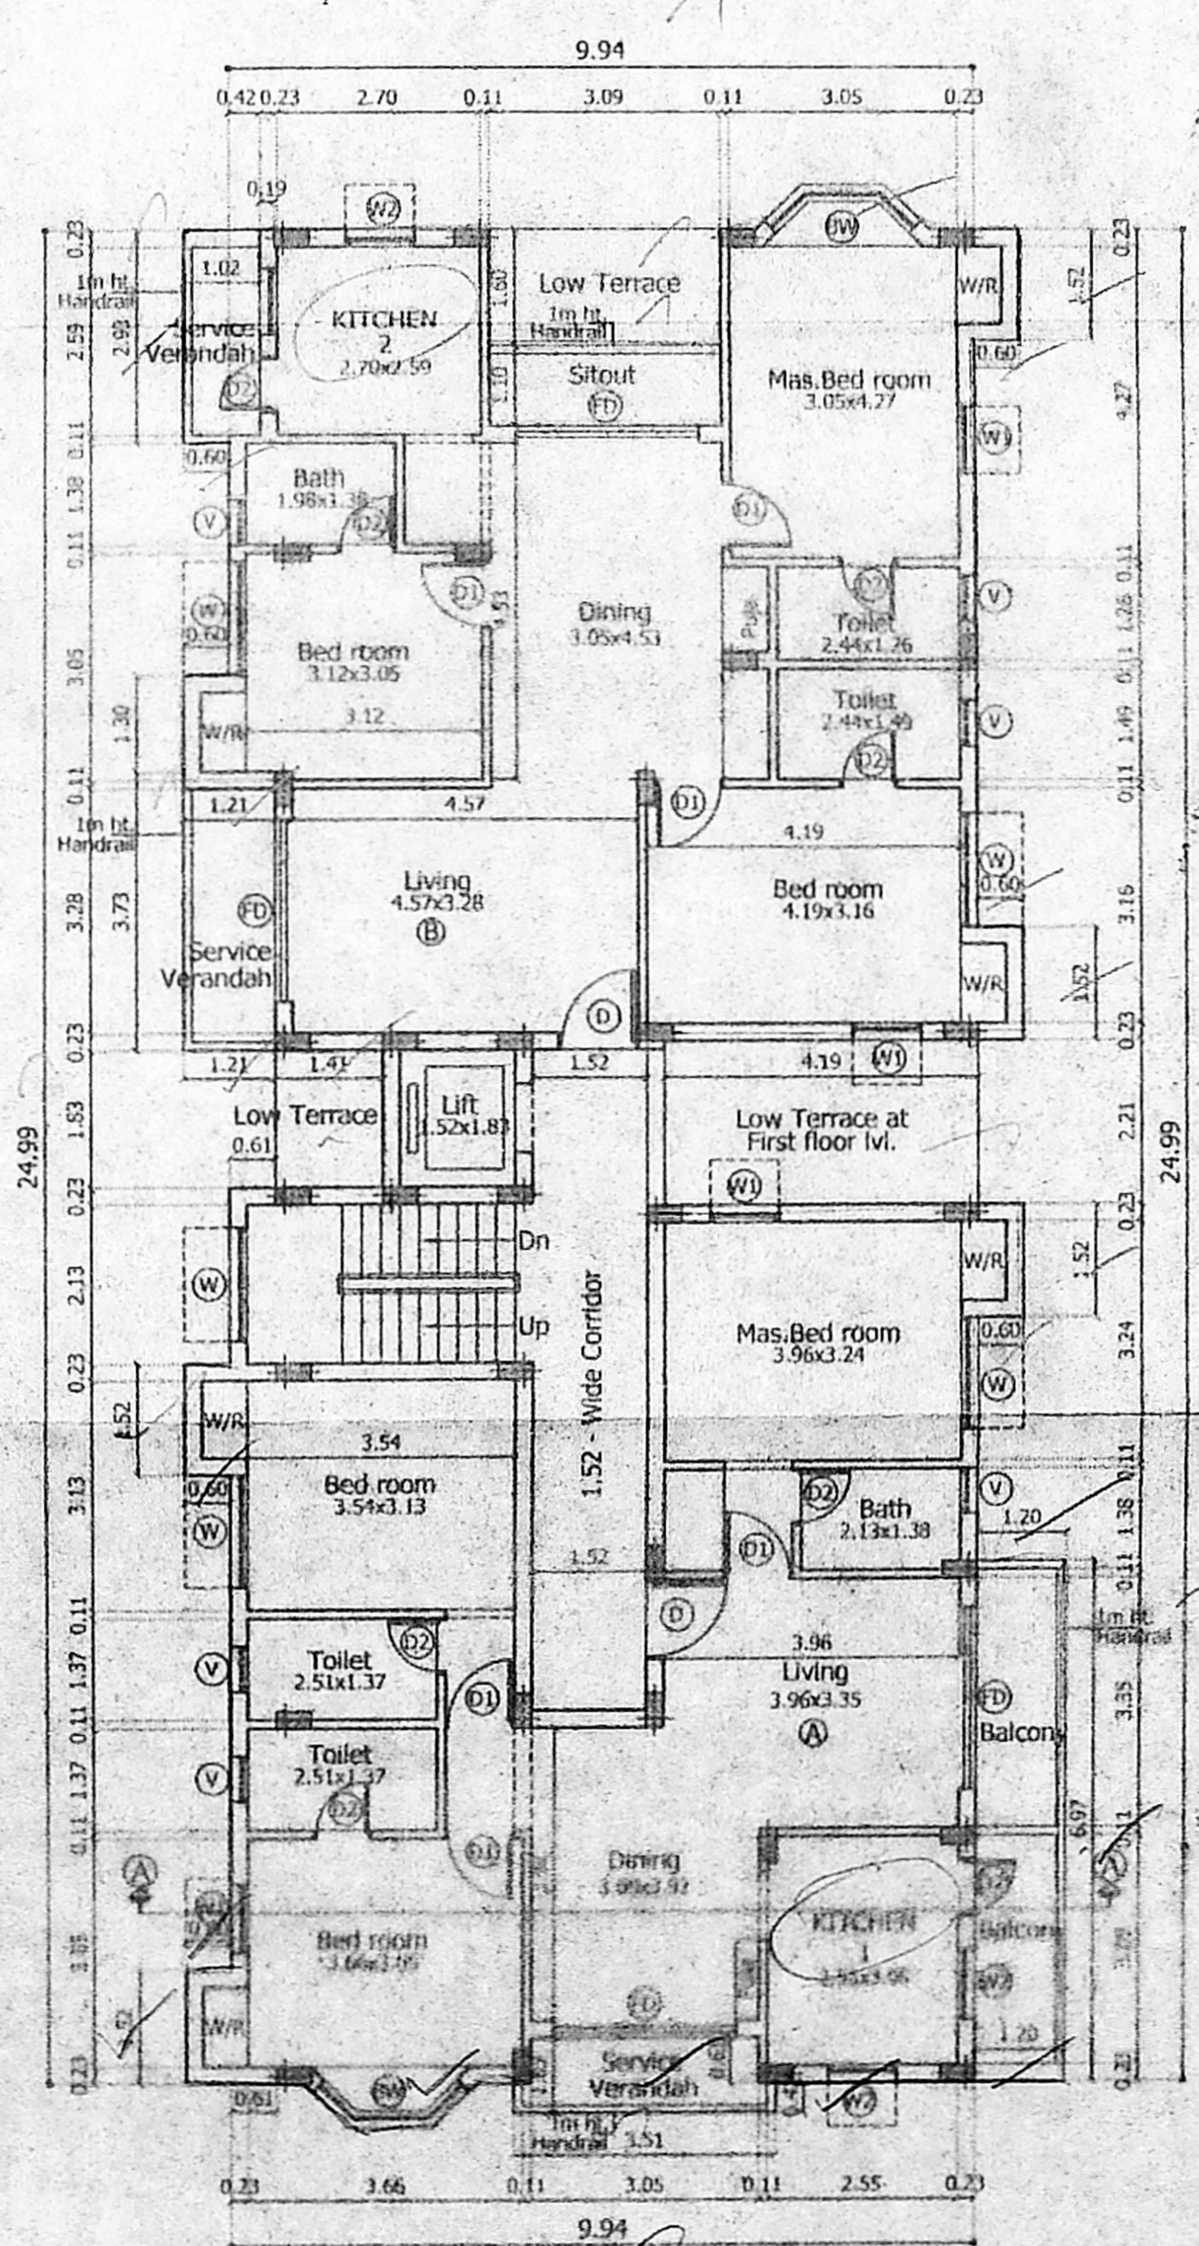 9.94
0.42 0.23 2.70 0.11 3.09 0.11 3.05 0.23
0.19
W2
BW
0.23
0.23
1m ht.
Handrail
1.02
W/R
1.52
1.60
Low Terrace
1m ht.
Handrail
KITCHEN
2
2.70x2.59
Service
Verandah
2.59
2.93
0.60
Sitout
FD
1.10
Mas.Bed room
3.05x4.27
4.27
D2
W1
0.11
0.60
Bath
1.98x1.38
1.38
V
D2
D1
0.11
0.11
D1
W
0.60
4.53
Dining
3.05x4.53
D2
Toilet
2.44x1.26
V
1.26
Bed room
3.12x3.05
3.05
0.11
Toilet
2.44x1.49
V
1.49
3.12
1.30
W/R
D2
0.11
0.11
1.21
4.57
D1
4.19
1m ht.
Handrail
W
0.60
Living
4.57x3.28
B
Bed room
4.19x3.16
3.16
3.28
3.73
FD
Service
Verandah
W/R
1.52
D
0.23
0.23
1.21
1.41
1.52
4.19
W1
Lift
1.52x1.83
Low Terrace
Low Terrace at
First floor lvl.
1.83
2.21
24.99
24.99
0.61
W1
0.23
0.23
Dn
W/R
1.52
W
2.13
Up
0.60
Mas.Bed room
3.96x3.24
3.24
1.52 - Wide Corridor
0.23
W
W/R
1.52
3.54
0.11
Bed room
3.54x3.13
3.13
0.60
W
D2
V
Bath
2.13x1.38
1.38
1.20
D1
1.52
0.11
0.11
D
1m ht.
Handrail
D2
3.96
Toilet
2.51x1.37
1.37
V
Living
3.96x3.35
A
3.35
D1
FD
Balcony
0.11
Toilet
2.51x1.37
1.37
V
D2
6.97
0.11
0.11
D1
A
Dining
KITCHEN
1
Balcony
Bed room
W2
FD
W/R
1.20
Service
Verandah
0.23
0.23
BW
W2
0.61
1m ht.
Handrail
3.51
0.23 3.66 0.11 3.05 0.11 2.55 0.23
9.94